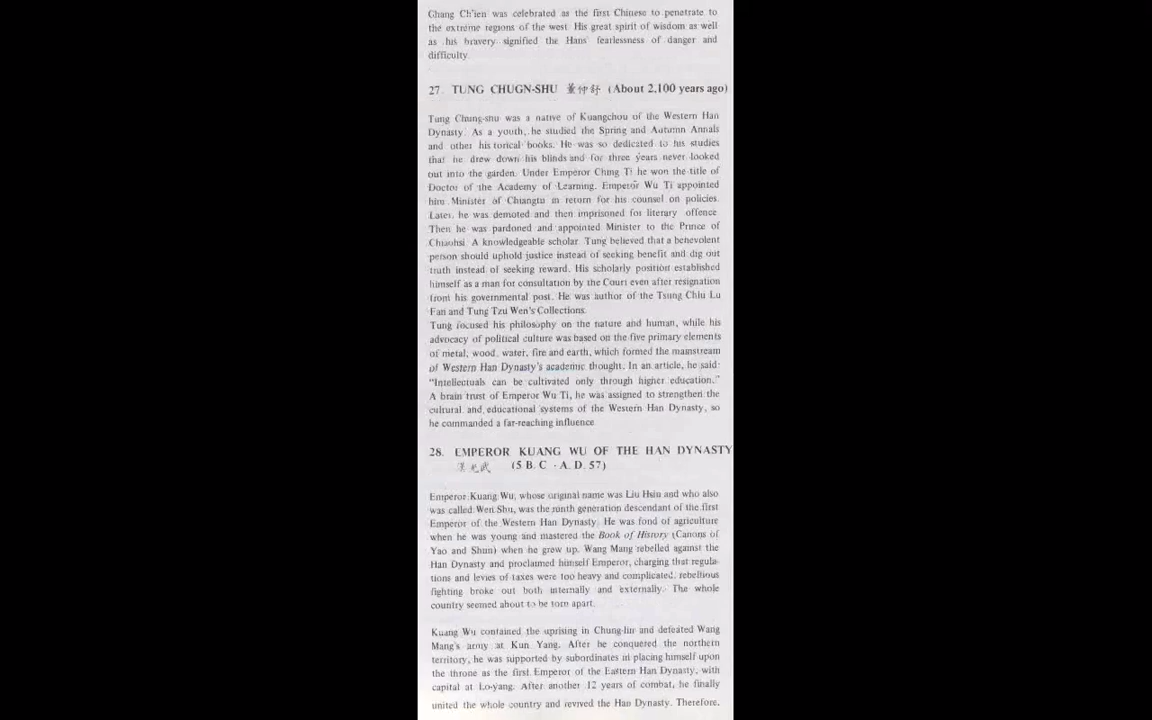 Ghang Ch'ien was celebrated as the first Chinese to penetrate to
the extreme regions of the west. His great spirit of wisdom as well
as his bravery signified the Hans' fearlessness of danger and
difficulty.
27. TUNG CHUGN-SHU 董仲舒 (About 2,100 years ago)
Tung Chung-shu was a native of Kuangchou of the Western Han
Dynasty. As a youth, he studied the Spring and Autumn Annals
and other historical books. He was so dedicated to his studies
that he drew down his blinds and for three years never looked
out into the garden. Under Emperor Ching Ti he won the title of
Doctor of the Academy of Learning. Emperor Wu Ti appointed
him Minister of Chiangtu in return for his counsel on policies.
Later, he was demoted and then imprisoned for literary offence.
Then he was pardoned and appointed Minister to the Prince of
Chiaohsi. A knowledgeable scholar. Tung believed that a benevolent
person should uphold justice instead of seeking benefit and dig out
truth instead of seeking reward. His scholarly position established
himself as a man for consultation by the Court even after resignation
from his governmental post. He was author of the Tsung Chiu Lu
Fan and Tung Tzu Wen's Collections.
Tung focused his philosophy on the nature and human, while his
advocacy of political culture was based on the five primary elements
of metal, wood, water, fire and earth, which formed the mainstream
of Western Han Dynasty's academic thought. In an article, he said:
"Intellectuals can be cultivated only through higher education."
A brain trust of Emperor Wu Ti, he was assigned to strengthen the
cultural and educational systems of the Western Han Dynasty, so
he commanded a far-reaching influence.
28. EMPEROR KUANG WU OF THE HAN DYNASTY
漢光武 (5 B. C - A. D. 57)
Emperor Kuang Wu, whose original name was Liu Hsiu and who also
was called Wen Shu, was the ninth generation descendant of the first
Emperor of the Western Han Dynasty. He was fond of agriculture
when he was young and mastered the Book of History (Canons of
Yao and Shun) when he grew up. Wang Mang rebelled against the
Han Dynasty and proclaimed himself Emperor, charging that regula-
tions and levies of taxes were too heavy and complicated, rebellious
fighting broke out both internally and externally. The whole
country seemed about to be torn apart.
Kuang Wu contained the uprising in Chung-lin and defeated Wang
Mang's army at Kun Yang. After he conquered the northern
territory, he was supported by subordinates in placing himself upon
the throne as the first Emperor of the Eastern Han Dynasty, with
capital at Lo-yang. After another 12 years of combat, he finally
united the whole country and revived the Han Dynasty. Therefore,